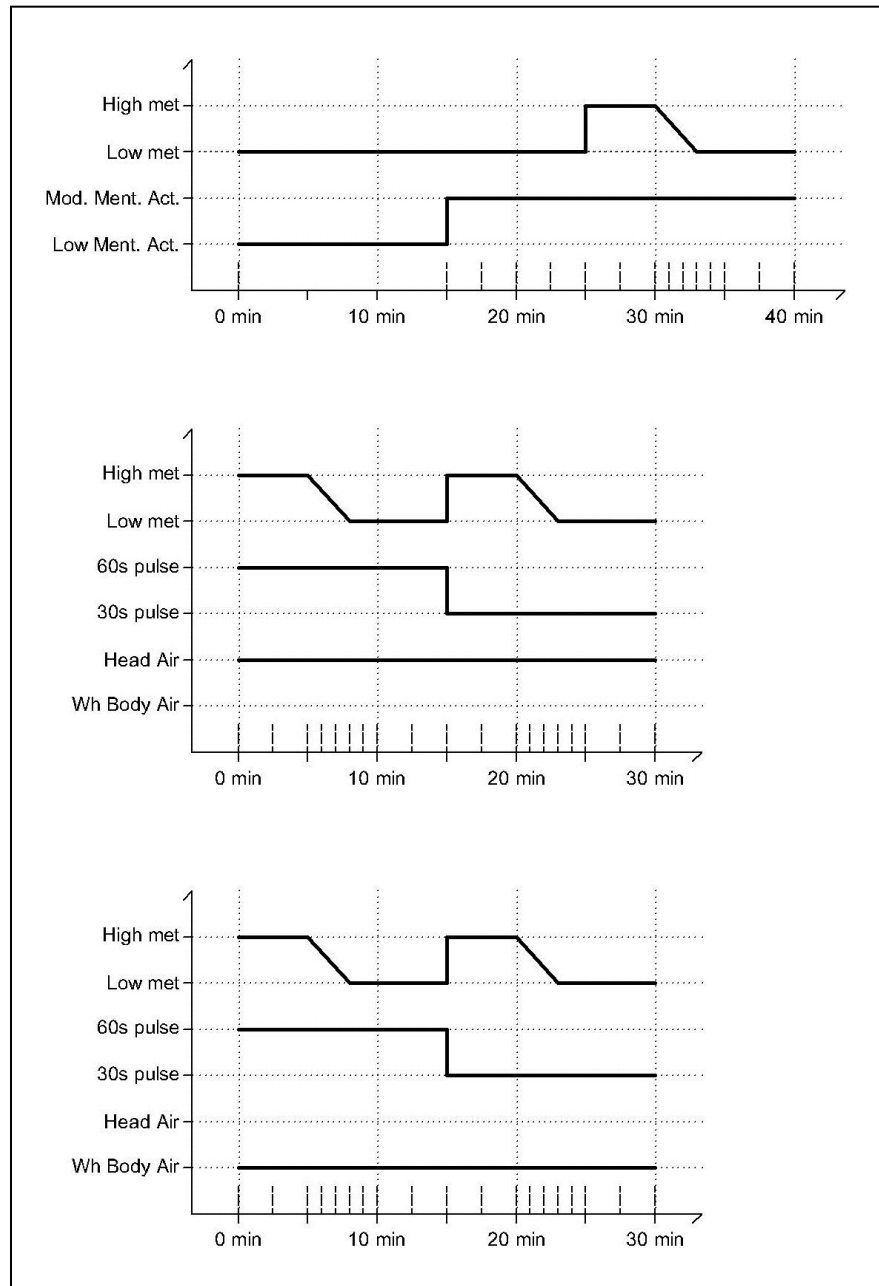 High met
Low met
Mod. Ment. Act.
Low Ment. Act.
0 min 10 min 20 min 30 min 40 min
High met
Low met
60s pulse
30s pulse
Head Air
Wh Body Air
0 min 10 min 20 min 30 min
High met
Low met
60s pulse
30s pulse
Head Air
Wh Body Air
0 min 10 min 20 min 30 min